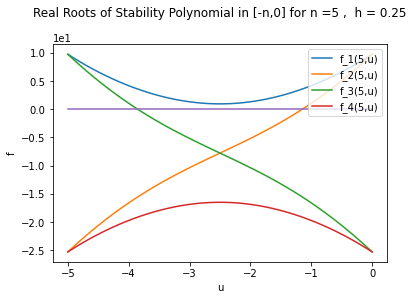 Real Roots of Stability Polynomial in [-n,0] for n =5 ,  h = 0.25
1e1
1.0
0.5
0.0
−0.5
−1.0
−1.5
−2.0
−2.5
f
−5
−4
−3
−2
−1
0
u
f_1(5,u)
f_2(5,u)
f_3(5,u)
f_4(5,u)